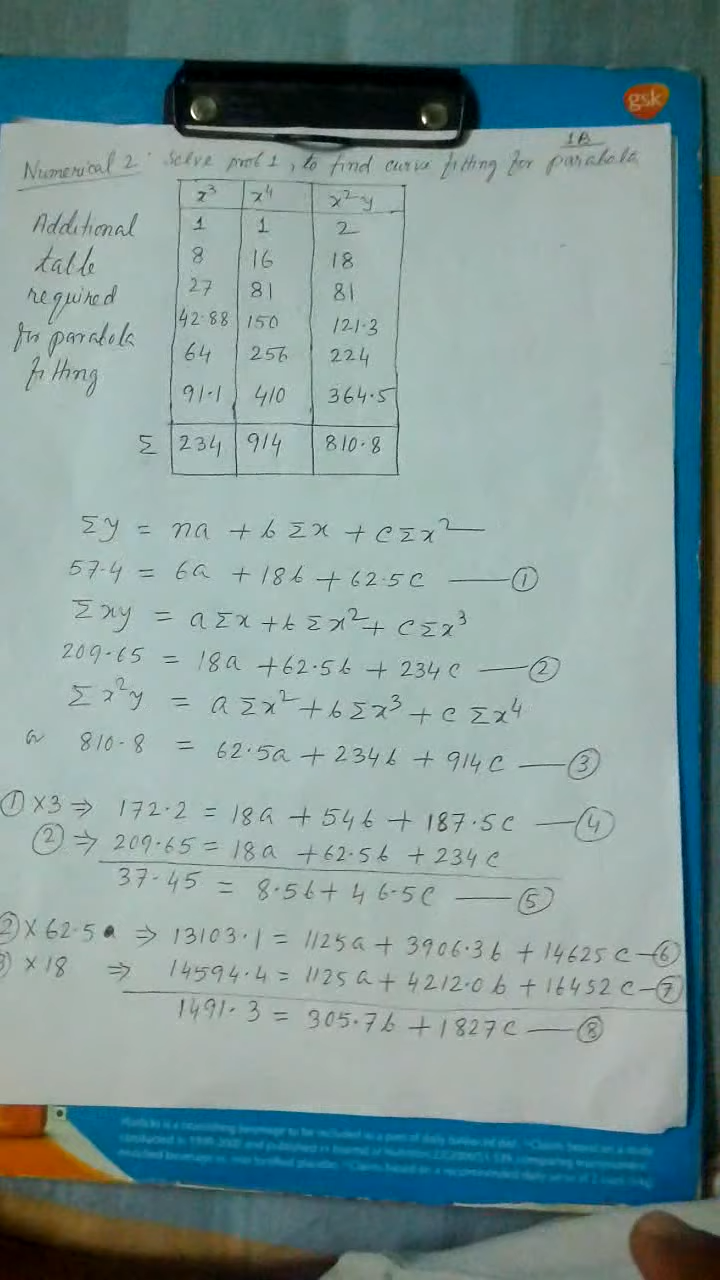 gsk
1B
Numerical 2 : Solve prob 1, to find curve fitting for parabola
Additional table required for parabola fitting
x³ x⁴ x²y
1 1 2
8 16 18
27 81 81
42.88 150 121.3
64 256 224
91.1 410 364.5
Σ 234 914 810.8
Σy = na + bΣx + cΣx²
57.4 = 6a + 18b + 62.5c — ①
Σxy = aΣx + bΣx² + cΣx³
209.65 = 18a + 62.5b + 234c — ②
Σx²y = aΣx² + bΣx³ + cΣx⁴
810.8 = 62.5a + 234b + 914c — ③
① ×3 ⇒ 172.2 = 18a + 54b + 187.5c — ④
② ⇒ 209.65 = 18a + 62.5b + 234c
37.45 = 8.5b + 46.5c — ⑤
② × 62.5 ⇒ 13103.1 = 1125a + 3906.3b + 14625c — ⑥
③ × 18 ⇒ 14594.4 = 1125a + 4212.0b + 16452c — ⑦
1491.3 = 305.7b + 1827c — ⑧